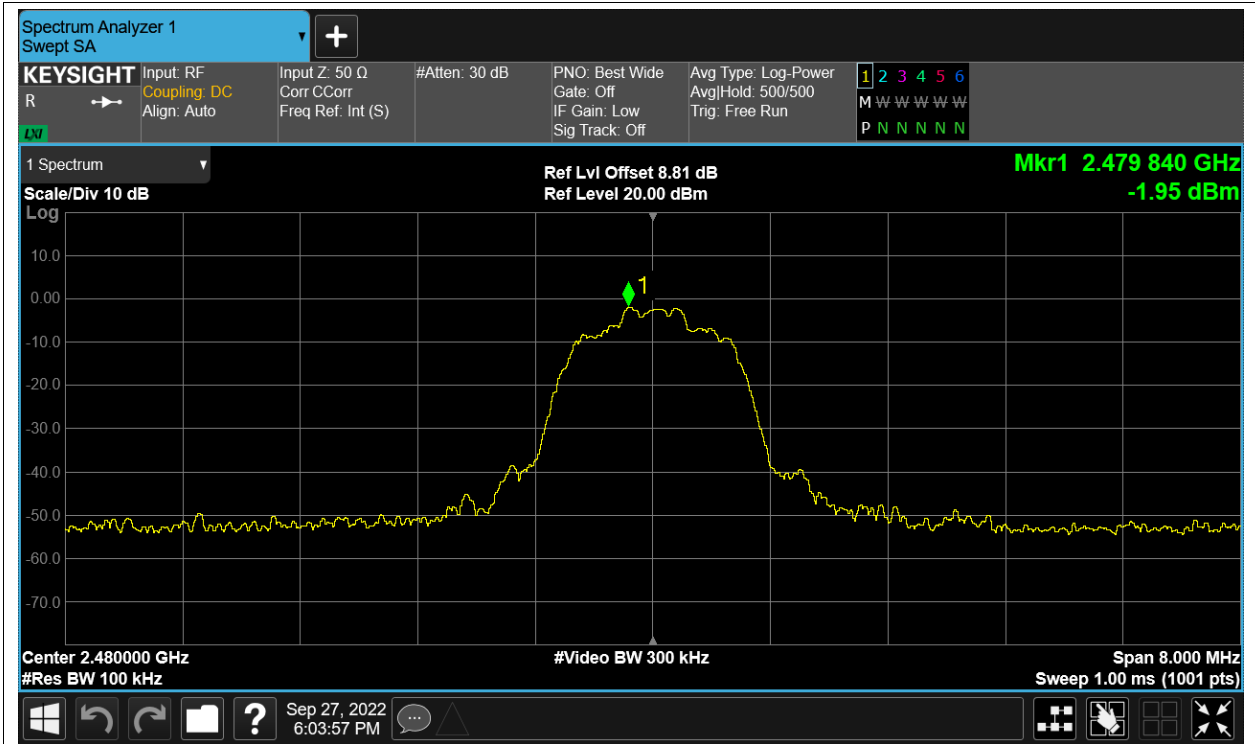 Spectrum Analyzer 1
Swept SA
+
KEYSIGHT
R
LXI
Input: RF
Coupling: DC
Align: Auto
Input Z: 50 Ω
Corr CCorr
Freq Ref: Int (S)
#Atten: 30 dB
PNO: Best Wide
Gate: Off
IF Gain: Low
Sig Track: Off
Avg Type: Log-Power
Avg|Hold: 500/500
Trig: Free Run
1 2 3 4 5 6
M W W W W W
P N N N N N
1 Spectrum
Scale/Div 10 dB
Log
Ref Lvl Offset 8.81 dB
Ref Level 20.00 dBm
Mkr1 2.479 840 GHz
-1.95 dBm
10.0
0.00
-10.0
-20.0
-30.0
-40.0
-50.0
-60.0
-70.0
1
Center 2.480000 GHz
#Res BW 100 kHz
#Video BW 300 kHz
Span 8.000 MHz
Sweep 1.00 ms (1001 pts)
?
Sep 27, 2022
6:03:57 PM